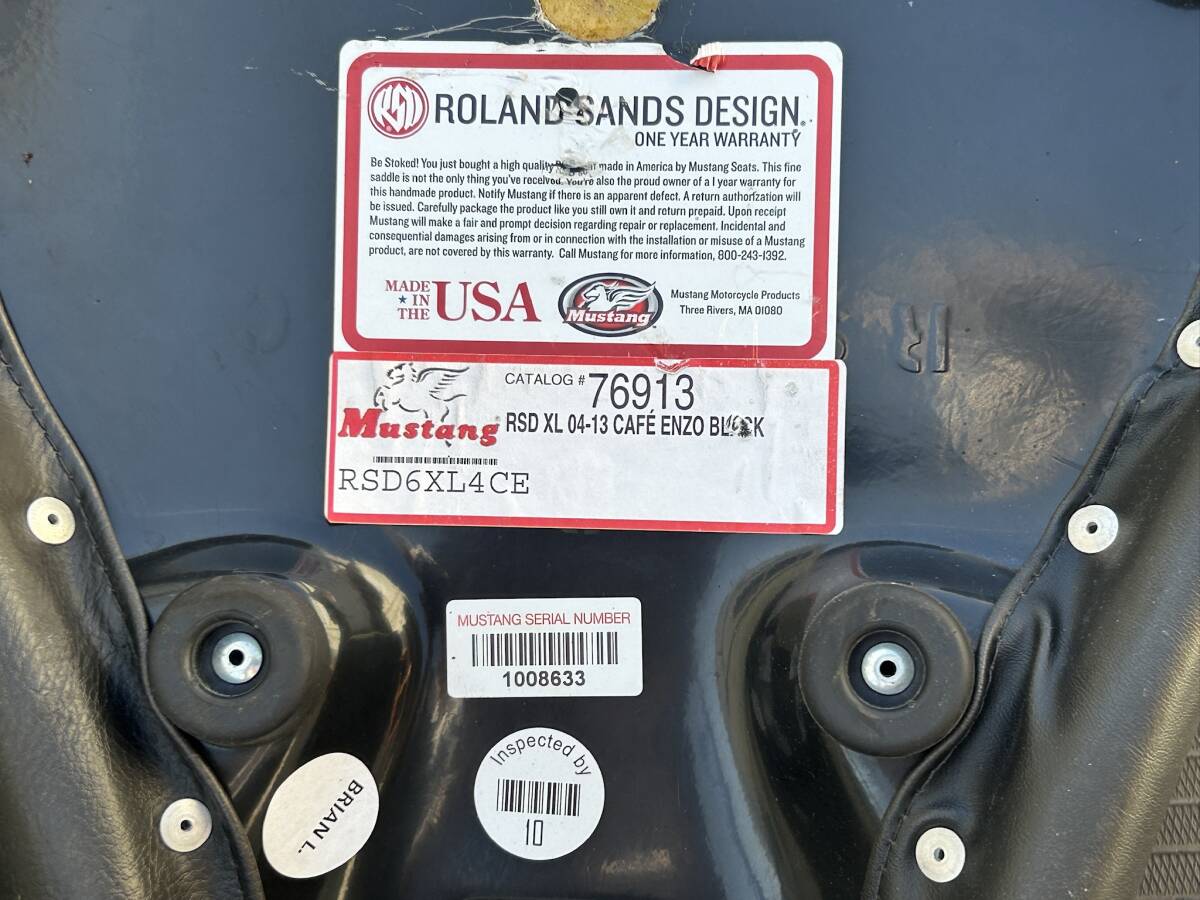 RSD
ROLAND SANDS DESIGN.
ONE YEAR WARRANTY
Be Stoked! You just bought a high quality made in America by Mustang Seats. This fine
saddle is not the only thing you've received. You're also the proud owner of a 1 year warranty for
this handmade product. Notify Mustang if there is an apparent defect. A return authorization will
be issued. Carefully package the product like you still own it and return prepaid. Upon receipt
Mustang will make a fair and prompt decision regarding repair or replacement. Incidental and
consequential damages arising from or in connection with the installation or misuse of a Mustang
product, are not covered by this warranty. Call Mustang for more information, 800-243-1392.
MADE
IN
THE
USA
Mustang
Mustang Motorcycle Products
Three Rivers, MA 01080
Mustang
CATALOG # 76913
RSD XL 04-13 CAFÉ ENZO BLACK
RSD6XL4CE
MUSTANG SERIAL NUMBER
1008633
Inspected by
10
BRIAN L.